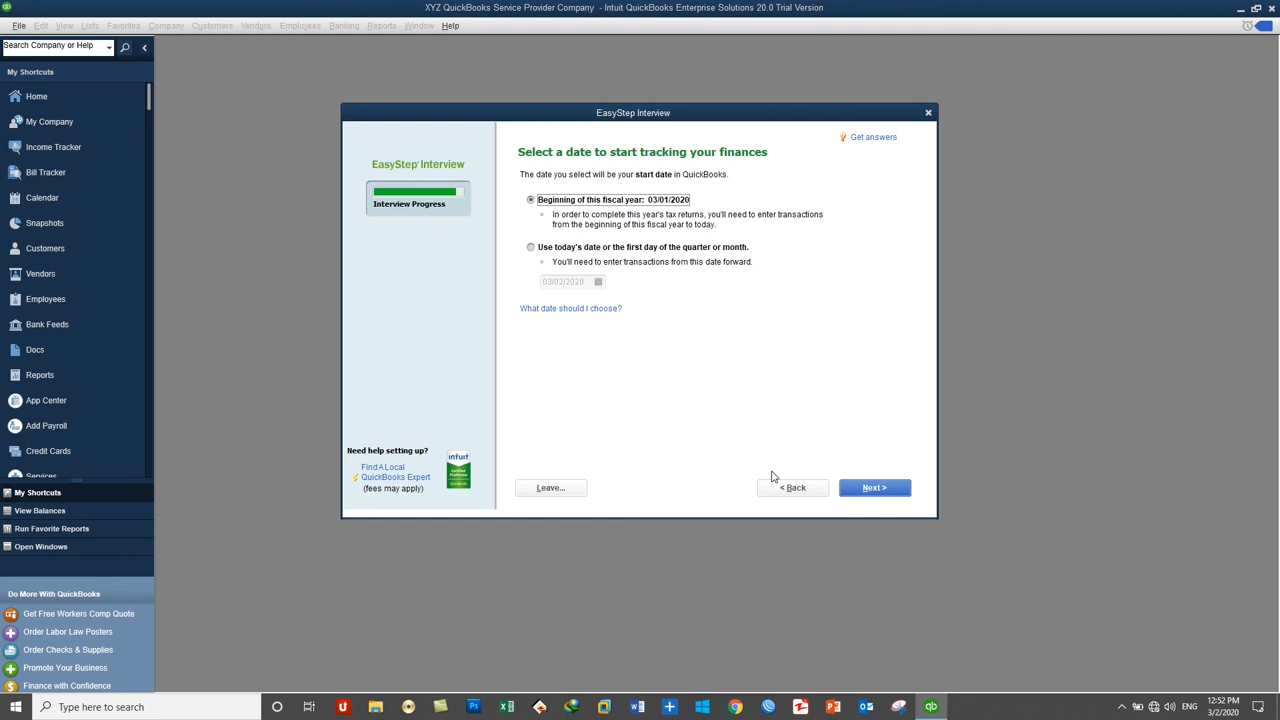 XYZ QuickBooks Service Provider Company - Intuit QuickBooks Enterprise Solutions 20.0 Trial Version
File Edit View Lists Favorites Company Customers Vendors Employees Banking Reports Window Help
Search Company or Help
My Shortcuts
Home
My Company
Income Tracker
Bill Tracker
Calendar
Snapshots
Customers
Vendors
Employees
Bank Feeds
Docs
Reports
App Center
Add Payroll
Credit Cards
Services
My Shortcuts
View Balances
Run Favorite Reports
Open Windows
Do More With QuickBooks
Get Free Workers Comp Quote
Order Labor Law Posters
Order Checks & Supplies
Promote Your Business
Finance with Confidence
EasyStep Interview
EasyStep Interview
Interview Progress
Need help setting up?
Find A Local
QuickBooks Expert
(fees may apply)
intuit
Get answers
Select a date to start tracking your finances
The date you select will be your start date in QuickBooks.
Beginning of this fiscal year: 03/01/2020
In order to complete this year's tax returns, you'll need to enter transactions
from the beginning of this fiscal year to today.
Use today's date or the first day of the quarter or month.
You'll need to enter transactions from this date forward.
03/02/2020
What date should I choose?
Leave...
< Back
Next >
Type here to search
12:52 PM
3/2/2020